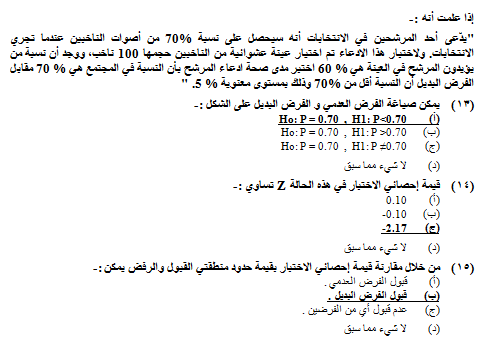 إذا علمت أنه :-
"يدّعي أحد المرشحين في الانتخابات أنه سيحصل على نسبة 70% من أصوات الناخبين عندما تجري
الانتخابات. ولاختبار هذا الادعاء تم اختيار عينة عشوائية من الناخبين حجمها 100 ناخب، ووجد أن نسبة من
يؤيدون المرشح في العينة هي % 60 اختبر مدى صحة ادعاء المرشح بأن النسبة في المجتمع هي % 70 مقابل
الفرض البديل أن النسبة أقل من 70% وذلك بمستوى معنوية % 5. "
(١٣) يمكن صياغة الفرض العدمي و الفرض البديل على الشكل :-
(أ) Ho: P = 0.70 , H1: P<0.70
(ب) Ho: P = 0.70 , H1: P >0.70
(ج) Ho: P = 0.70 , H1: P ≠0.70
(د) لا شيء مما سبق
(١٤) قيمة إحصائي الاختبار في هذه الحالة Z تساوي :-
(أ) 0.10
(ب) -0.10
(ج) -2.17
(د) لا شيء مما سبق
(١٥) من خلال مقارنة قيمة إحصائي الاختبار بقيمة حدود منطقتي القبول والرفض يمكن :-
(أ) قبول الفرض العدمي .
(ب) قبول الفرض البديل .
(ج) عدم قبول أي من الفرضين .
(د) لا شيء مما سبق